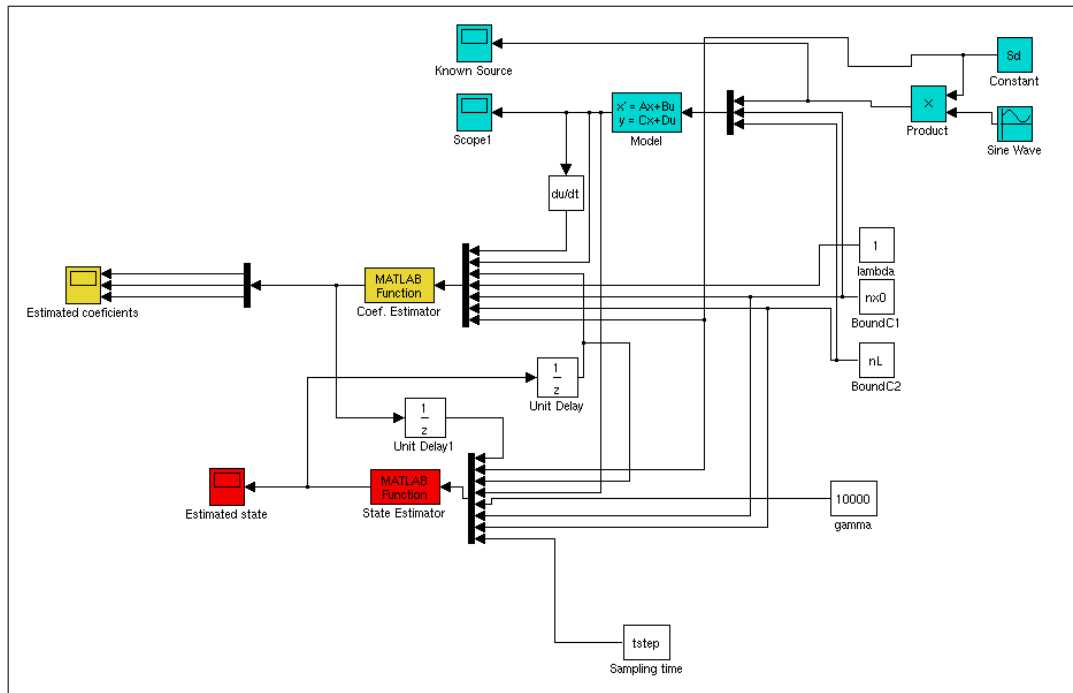 Known Source
Sd
Constant
Scope1
x' = Ax+Bu
y = Cx+Du
Model
×
Product
Sine Wave
du/dt
1
lambda
Estimated coeficients
MATLAB
Function
Coef. Estimator
nx0
BoundC1
nL
BoundC2
1
z
Unit Delay
1
z
Unit Delay1
Estimated state
MATLAB
Function
State Estimator
10000
gamma
tstep
Sampling time